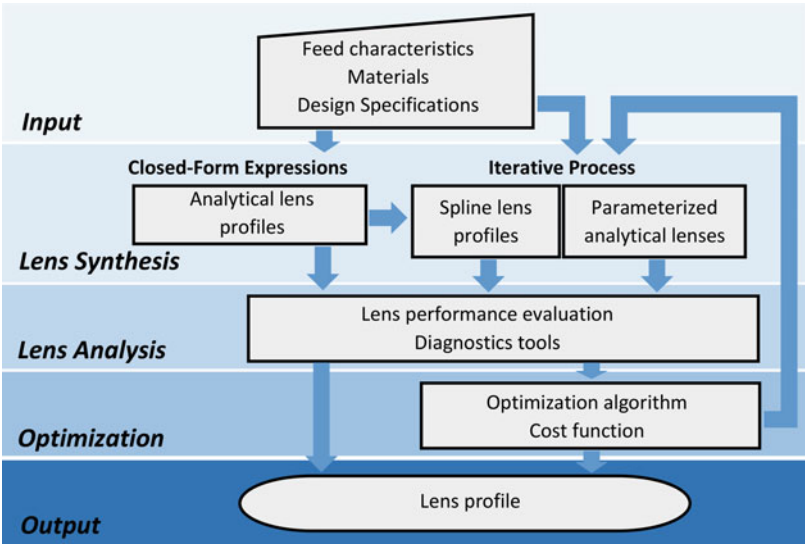 Feed characteristics
Materials
Design Specifications
Input
Closed-Form Expressions
Iterative Process
Analytical lens
profiles
Spline lens
profiles
Parameterized
analytical lenses
Lens Synthesis
Lens performance evaluation
Diagnostics tools
Lens Analysis
Optimization algorithm
Cost function
Optimization
Lens profile
Output